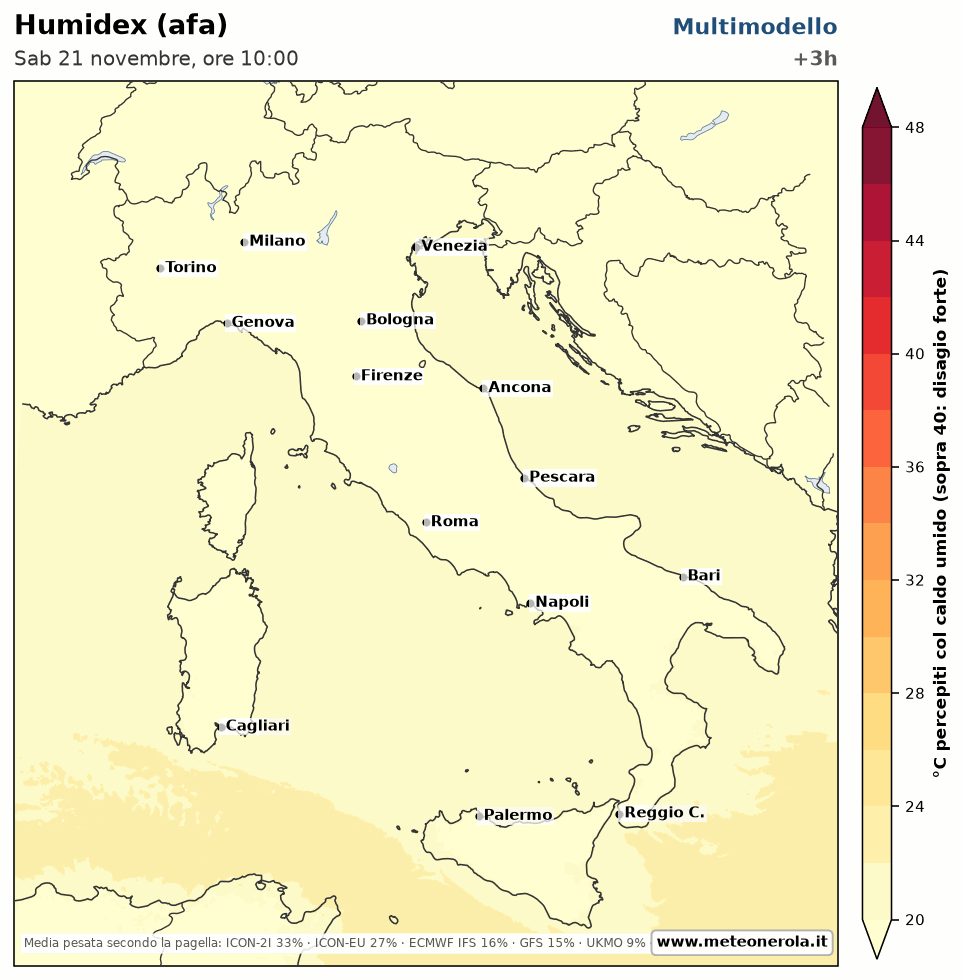 Humidex (afa)
Multimodello
Sab 21 novembre, ore 10:00
+3h
Milano
Venezia
Torino
Genova
Bologna
Firenze
Ancona
Pescara
Roma
Bari
Napoli
Cagliari
Palermo
Reggio C.
48
44
40
36
32
28
24
20
°C percepiti col caldo umido (sopra 40: disagio forte)
Media pesata secondo la pagella: ICON-2I 33% · ICON-EU 27% · ECMWF IFS 16% · GFS 15% · UKMO 9%
www.meteonerola.it